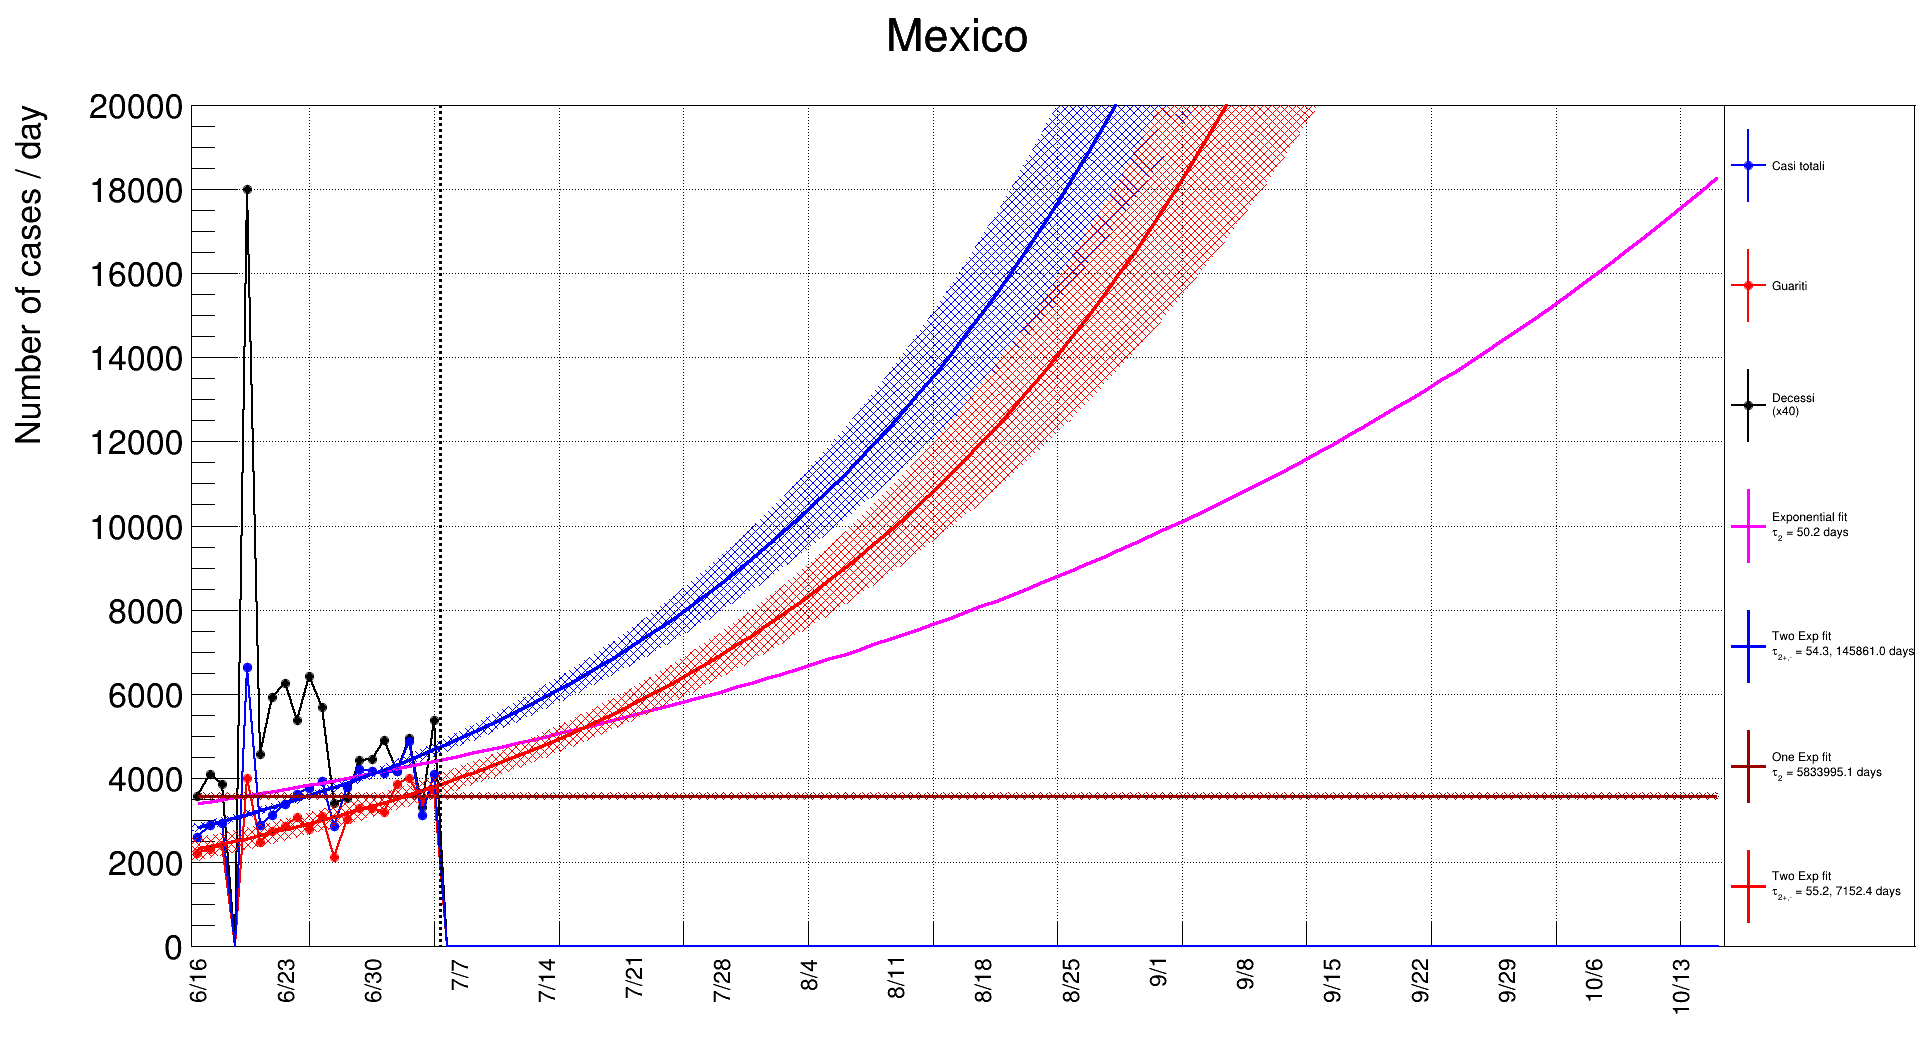 Mexico
Number of cases / day
20000
18000
16000
14000
12000
10000
8000
6000
4000
2000
0
6/16
6/23
6/30
7/7
7/14
7/21
7/28
8/4
8/11
8/18
8/25
9/1
9/8
9/15
9/22
9/29
10/6
10/13
Casi totali
Guariti
Decessi
(x40)
Exponential fit
τ2 = 50.2 days
Two Exp fit
τ2+,- = 54.3, 145861.0 days
One Exp fit
τ2 = 5833995.1 days
Two Exp fit
τ2+,- = 55.2, 7152.4 days